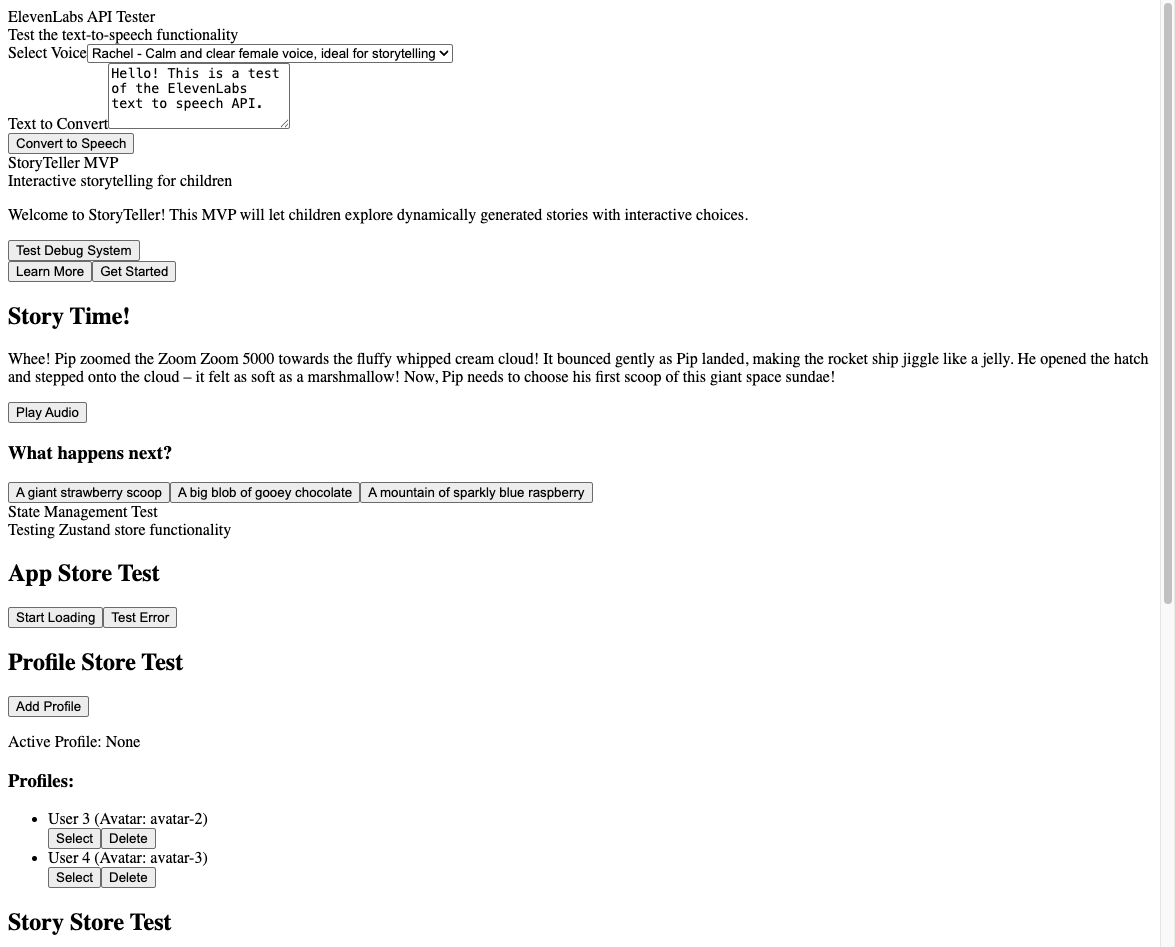 ElevenLabs API Tester
Test the text-to-speech functionality
Select Voice Rachel - Calm and clear female voice, ideal for storytelling
Hello! This is a test
of the ElevenLabs
text to speech API.
Text to Convert
Convert to Speech
StoryTeller MVP
Interactive storytelling for children
Welcome to StoryTeller! This MVP will let children explore dynamically generated stories with interactive choices.
Test Debug System
Learn More Get Started
Story Time!
Whee! Pip zoomed the Zoom Zoom 5000 towards the fluffy whipped cream cloud! It bounced gently as Pip landed, making the rocket ship jiggle like a jelly. He opened the hatch
and stepped onto the cloud – it felt as soft as a marshmallow! Now, Pip needs to choose his first scoop of this giant space sundae!
Play Audio
What happens next?
A giant strawberry scoop A big blob of gooey chocolate A mountain of sparkly blue raspberry
State Management Test
Testing Zustand store functionality
App Store Test
Start Loading Test Error
Profile Store Test
Add Profile
Active Profile: None
Profiles:
• User 3 (Avatar: avatar-2)
Select Delete
• User 4 (Avatar: avatar-3)
Select Delete
Story Store Test